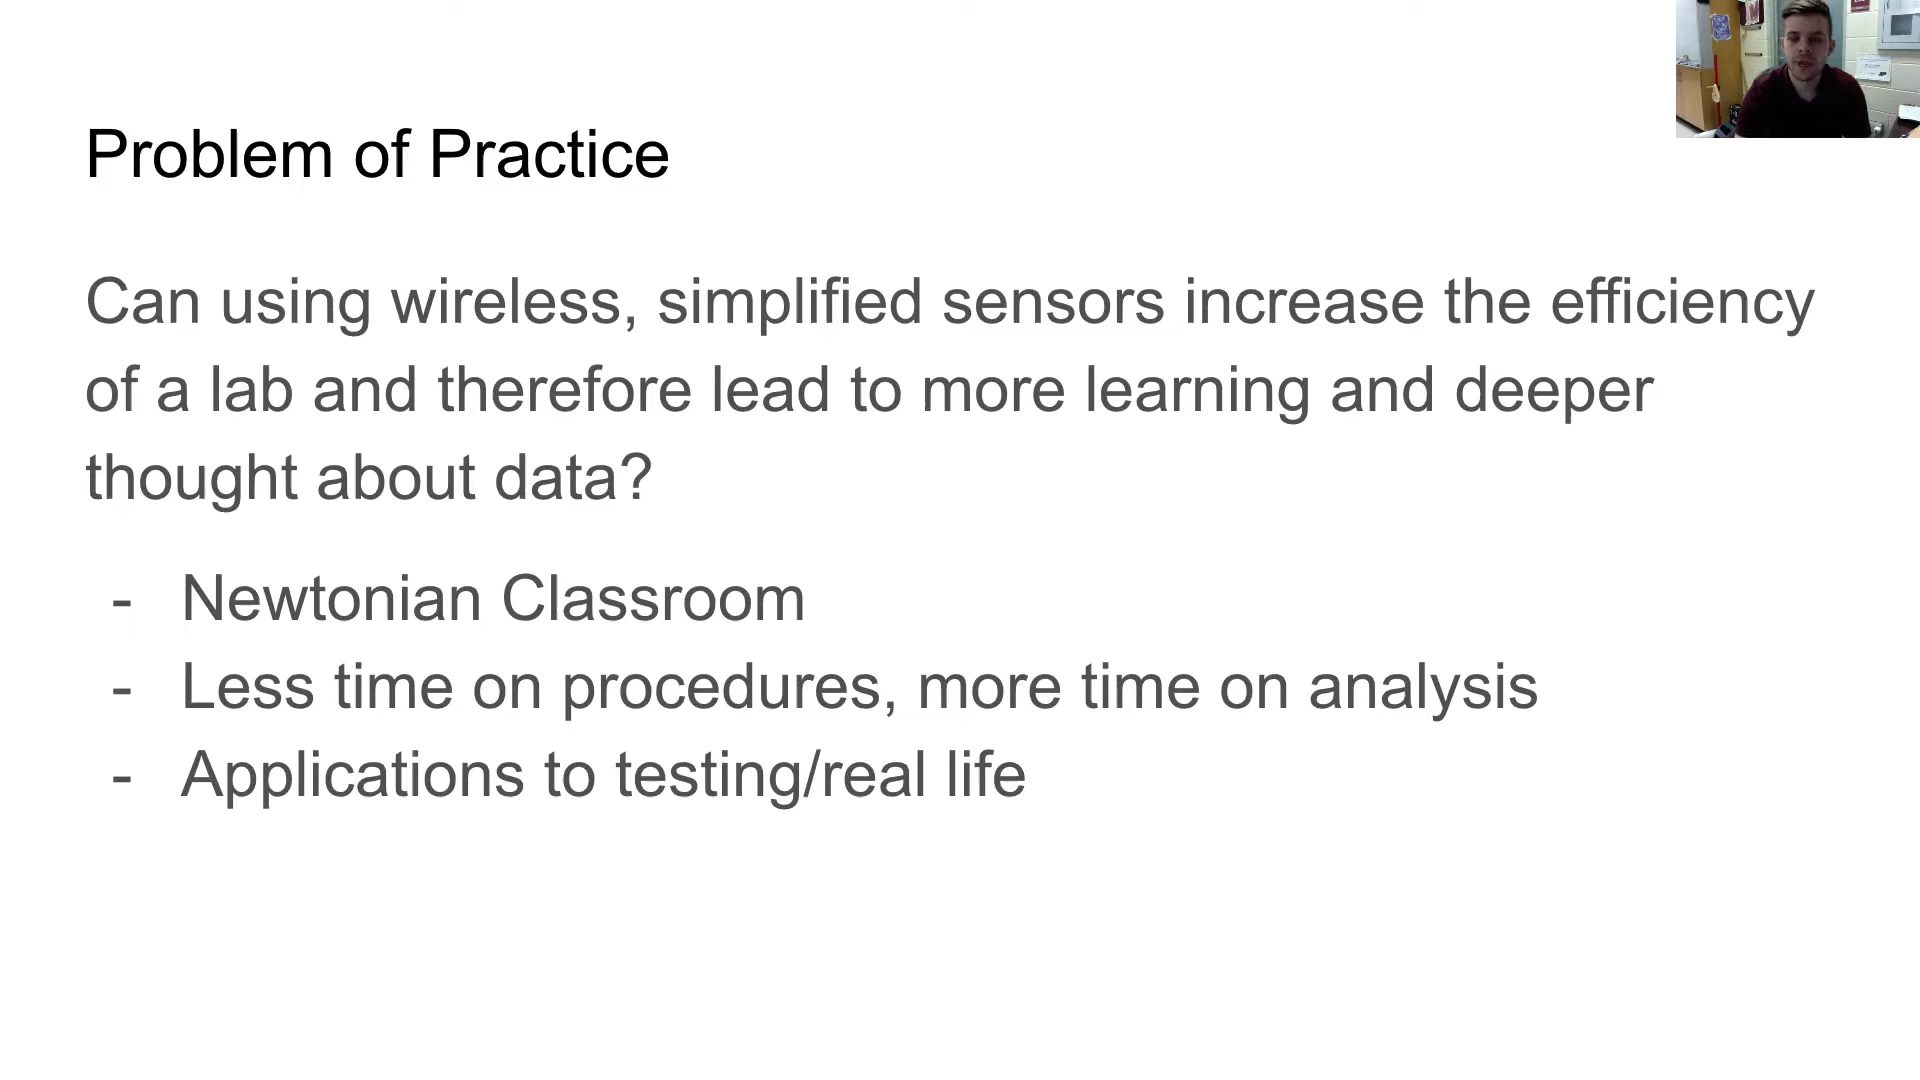 Problem of Practice
Can using wireless, simplified sensors increase the efficiency
of a lab and therefore lead to more learning and deeper
thought about data?
- Newtonian Classroom
- Less time on procedures, more time on analysis
- Applications to testing/real life